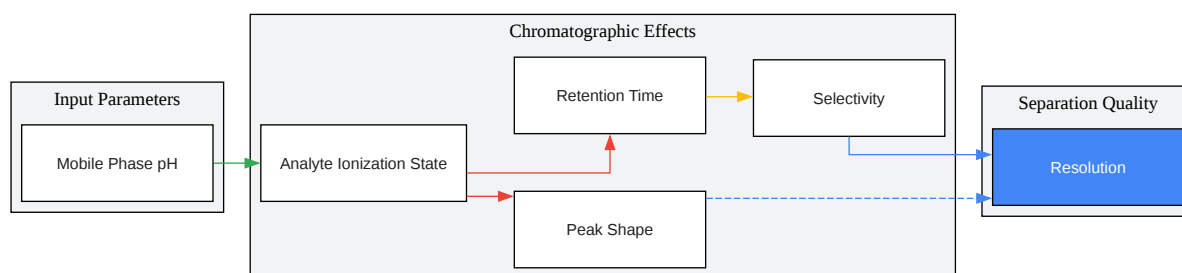 Chromatographic Effects
Input Parameters
Mobile Phase pH
Analyte Ionization State
Retention Time
Peak Shape
Selectivity
Separation Quality
Resolution